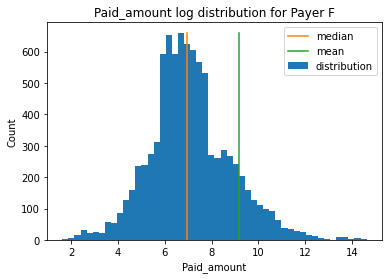 Paid_amount log distribution for Payer F
median
mean
distribution
Count
600
500
400
300
200
100
0
2 4 6 8 10 12 14
Paid_amount